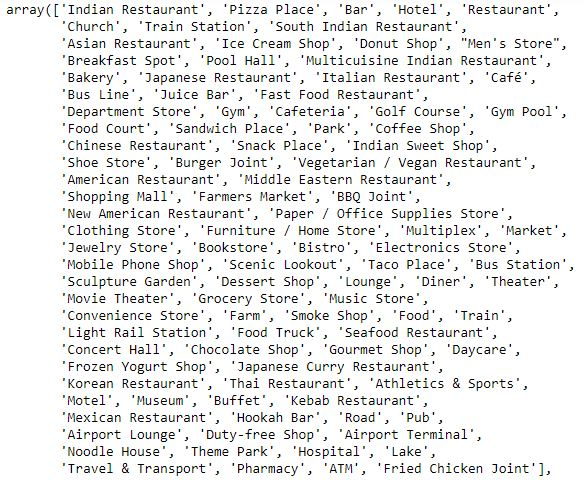 array(['Indian Restaurant', 'Pizza Place', 'Bar', 'Hotel', 'Restaurant',
'Church', 'Train Station', 'South Indian Restaurant',
'Asian Restaurant', 'Ice Cream Shop', 'Donut Shop', "Men's Store",
'Breakfast Spot', 'Pool Hall', 'Multicuisine Indian Restaurant',
'Bakery', 'Japanese Restaurant', 'Italian Restaurant', 'Café',
'Bus Line', 'Juice Bar', 'Fast Food Restaurant',
'Department Store', 'Gym', 'Cafeteria', 'Golf Course', 'Gym Pool',
'Food Court', 'Sandwich Place', 'Park', 'Coffee Shop',
'Chinese Restaurant', 'Snack Place', 'Indian Sweet Shop',
'Shoe Store', 'Burger Joint', 'Vegetarian / Vegan Restaurant',
'American Restaurant', 'Middle Eastern Restaurant',
'Shopping Mall', 'Farmers Market', 'BBQ Joint',
'New American Restaurant', 'Paper / Office Supplies Store',
'Clothing Store', 'Furniture / Home Store', 'Multiplex', 'Market',
'Jewelry Store', 'Bookstore', 'Bistro', 'Electronics Store',
'Mobile Phone Shop', 'Scenic Lookout', 'Taco Place', 'Bus Station',
'Sculpture Garden', 'Dessert Shop', 'Lounge', 'Diner', 'Theater',
'Movie Theater', 'Grocery Store', 'Music Store',
'Convenience Store', 'Farm', 'Smoke Shop', 'Food', 'Train',
'Light Rail Station', 'Food Truck', 'Seafood Restaurant',
'Concert Hall', 'Chocolate Shop', 'Gourmet Shop', 'Daycare',
'Frozen Yogurt Shop', 'Japanese Curry Restaurant',
'Korean Restaurant', 'Thai Restaurant', 'Athletics & Sports',
'Motel', 'Museum', 'Buffet', 'Kebab Restaurant',
'Mexican Restaurant', 'Hookah Bar', 'Road', 'Pub',
'Airport Lounge', 'Duty-free Shop', 'Airport Terminal',
'Noodle House', 'Theme Park', 'Hospital', 'Lake',
'Travel & Transport', 'Pharmacy', 'ATM', 'Fried Chicken Joint'],